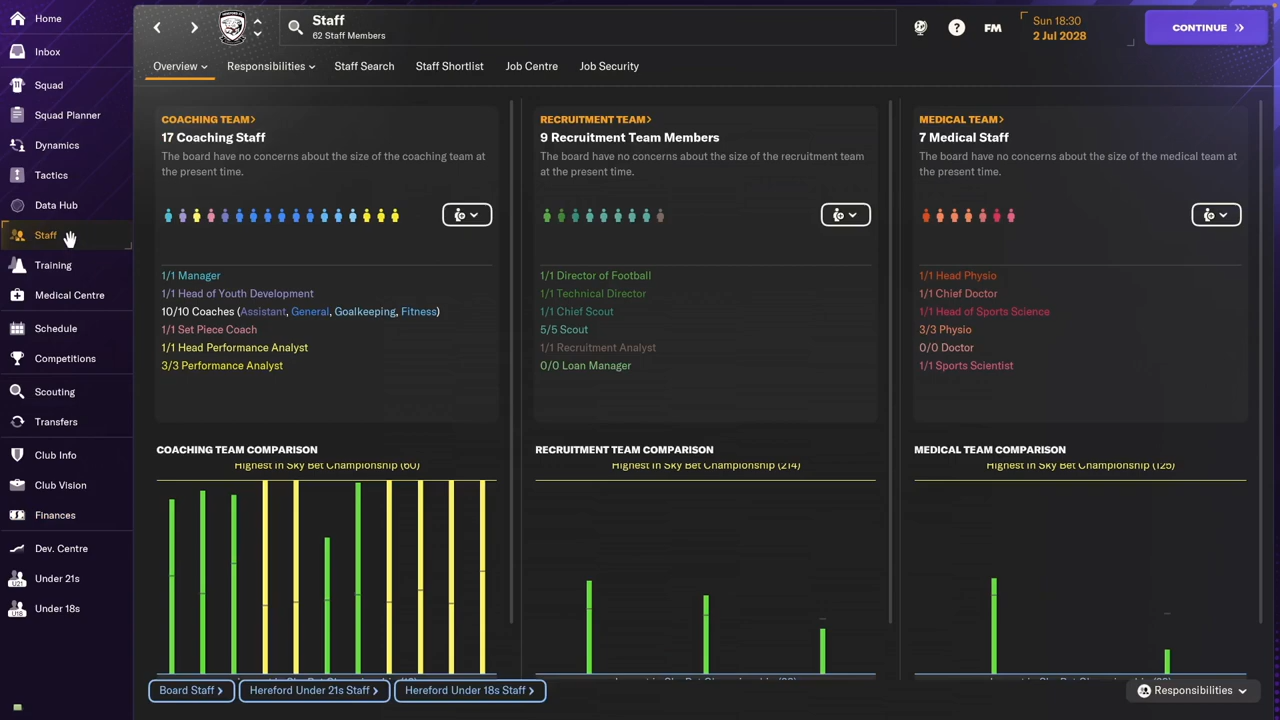 Home
Inbox
Squad
Squad Planner
Dynamics
Tactics
Data Hub
Staff
Training
Medical Centre
Schedule
Competitions
Scouting
Transfers
Club Info
Club Vision
Finances
Dev. Centre
Under 21s
Under 18s
Staff
62 Staff Members
FM
Sun 18:30
2 Jul 2028
CONTINUE
Overview
Responsibilities
Staff Search
Staff Shortlist
Job Centre
Job Security
COACHING TEAM>
17 Coaching Staff
The board have no concerns about the size of the coaching team at
the present time.
1/1 Manager
1/1 Head of Youth Development
10/10 Coaches (Assistant, General, Goalkeeping, Fitness)
1/1 Set Piece Coach
1/1 Head Performance Analyst
3/3 Performance Analyst
RECRUITMENT TEAM>
9 Recruitment Team Members
The board have no concerns about the size of the recruitment team
at the present time.
1/1 Director of Football
1/1 Technical Director
1/1 Chief Scout
5/5 Scout
1/1 Recruitment Analyst
0/0 Loan Manager
MEDICAL TEAM>
7 Medical Staff
The board have no concerns about the size of the medical team at
the present time.
1/1 Head Physio
1/1 Chief Doctor
1/1 Head of Sports Science
3/3 Physio
0/0 Doctor
1/1 Sports Scientist
COACHING TEAM COMPARISON
Highest in Sky Bet Championship (60)
RECRUITMENT TEAM COMPARISON
Highest in Sky Bet Championship (214)
MEDICAL TEAM COMPARISON
Highest in Sky Bet Championship (125)
Board Staff >
Hereford Under 21s Staff >
Hereford Under 18s Staff >
Responsibilities